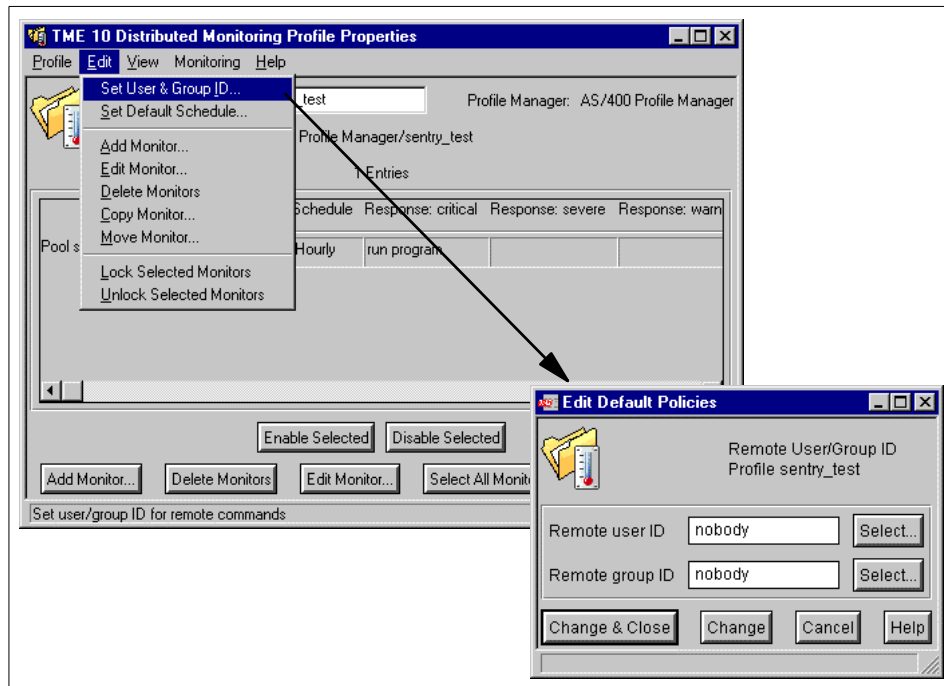 TME 10 Distributed Monitoring Profile Properties
Profile Edit View Monitoring Help
Set User & Group ID...
Set Default Schedule...
Add Monitor...
Edit Monitor...
Delete Monitors
Copy Monitor...
Move Monitor...
Lock Selected Monitors
Unlock Selected Monitors
_test
Profile Manager: AS/400 Profile Manager
Profile Manager/sentry_test
1 Entries
Schedule Response: critical Response: severe Response: warn
Pool s Hourly run program
Enable Selected Disable Selected
Add Monitor... Delete Monitors Edit Monitor... Select All Monit
Set user/group ID for remote commands
Edit Default Policies
Remote User/Group ID
Profile sentry_test
Remote user ID nobody Select...
Remote group ID nobody Select...
Change & Close Change Cancel Help